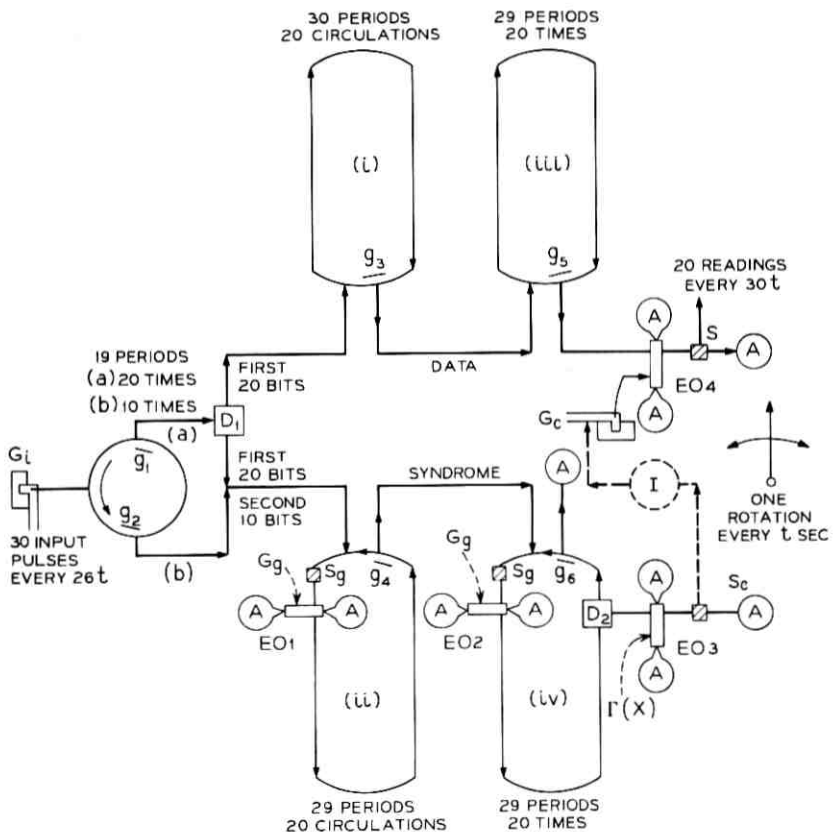 30 PERIODS
20 CIRCULATIONS
29 PERIODS
20 TIMES
(i)
(iii)
g3
g5
20 READINGS
EVERY 30t
A
S
A
EO4
A
19 PERIODS
(a) 20 TIMES
(b) 10 TIMES
FIRST
20 BITS
DATA
D1
(a)
Gc
Gi
g1
g2
FIRST
20 BITS
SECOND
10 BITS
SYNDROME
A
I
ONE
ROTATION
EVERY t SEC
30 INPUT
PULSES
EVERY 26t
(b)
Gg
Sg
g4
Gg
Sg
g6
A
Sc
A
A
EO1
A
A
EO2
D2
EO3
A
A
(ii)
(iv)
Γ(X)
29 PERIODS
20 CIRCULATIONS
29 PERIODS
20 TIMES